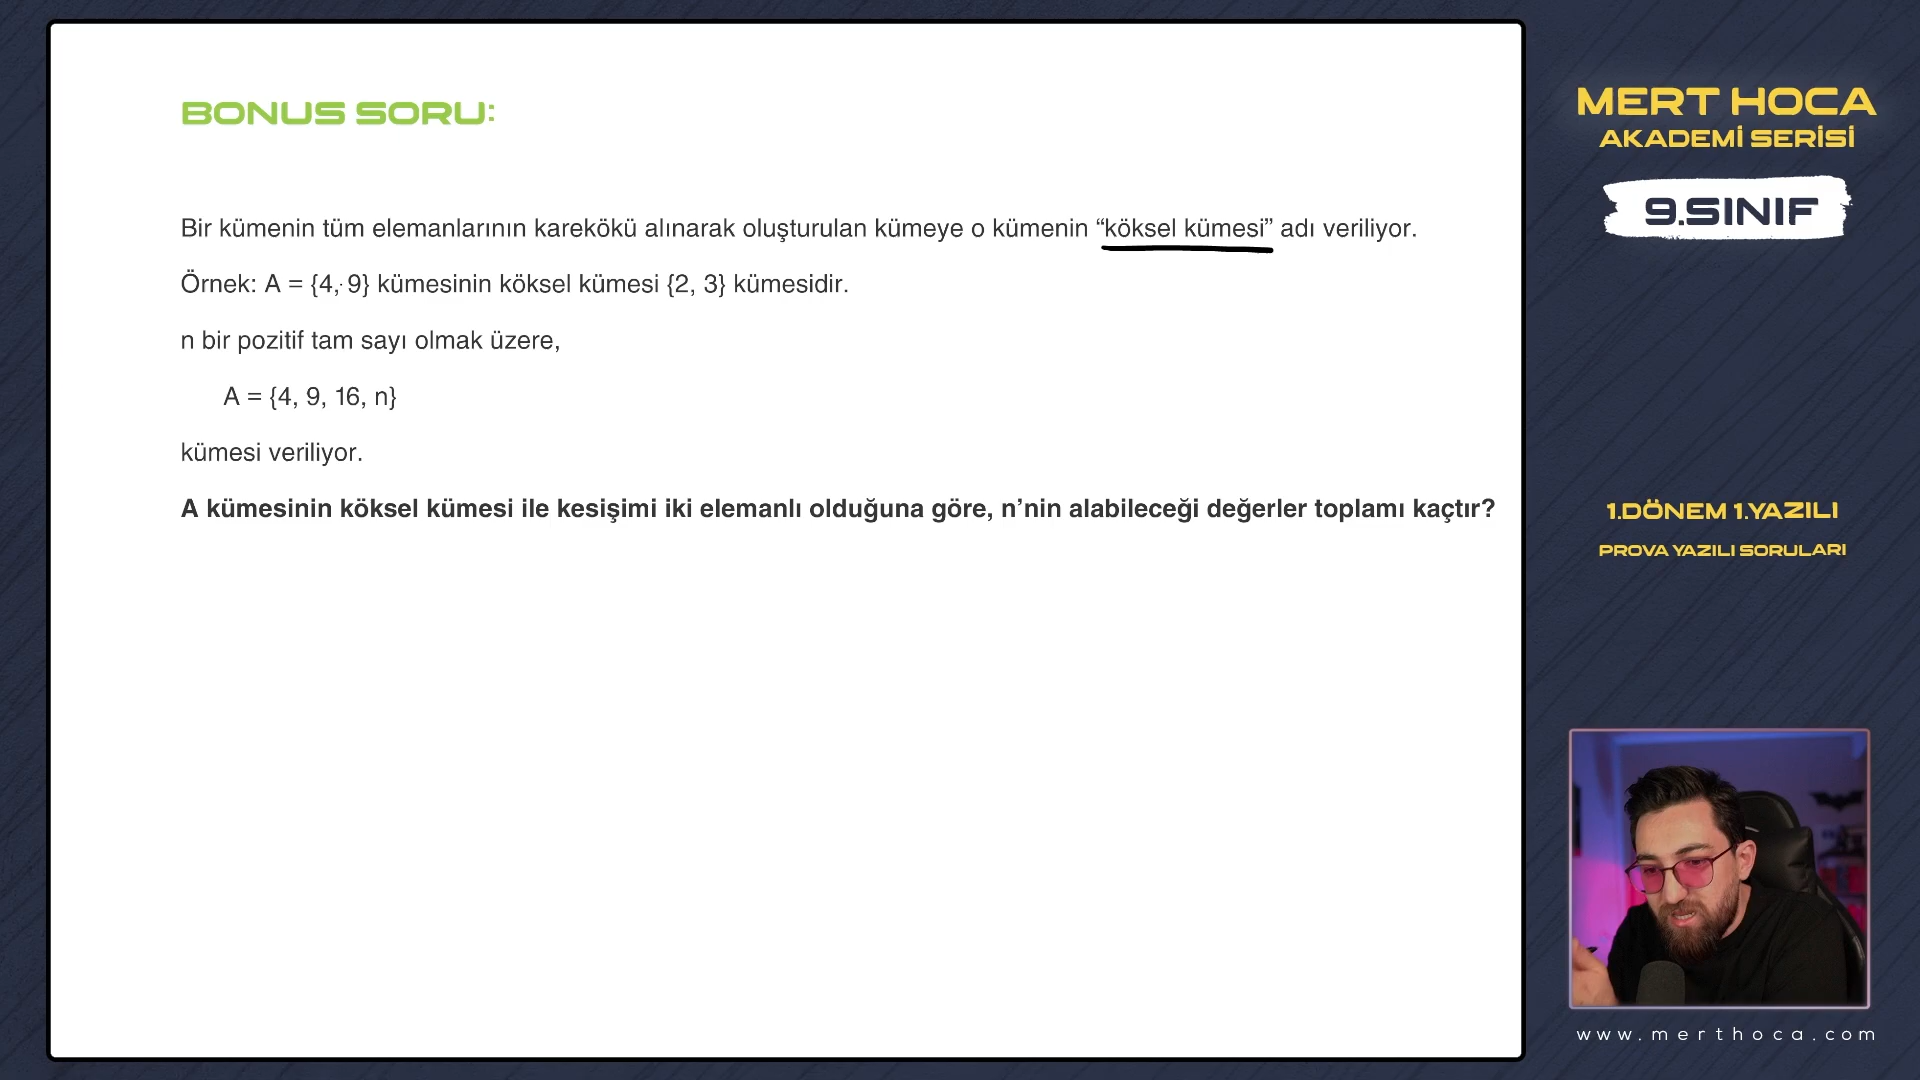 BONUS SORU:
Bir kümenin tüm elemanlarının karekökü alınarak oluşturulan kümeye o kümenin “köksel kümesi” adı veriliyor.
Örnek: A = {4, 9} kümesinin köksel kümesi {2, 3} kümesidir.
n bir pozitif tam sayı olmak üzere,
A = {4, 9, 16, n}
kümesi veriliyor.
A kümesinin köksel kümesi ile kesişimi iki elemanlı olduğuna göre, n’nin alabileceği değerler toplamı kaçtır?
MERT HOCA
AKADEMİ SERİSİ
9.SINIF
1.DÖNEM 1.YAZILI
PROVA YAZILI SORULARI
www.merthoca.com